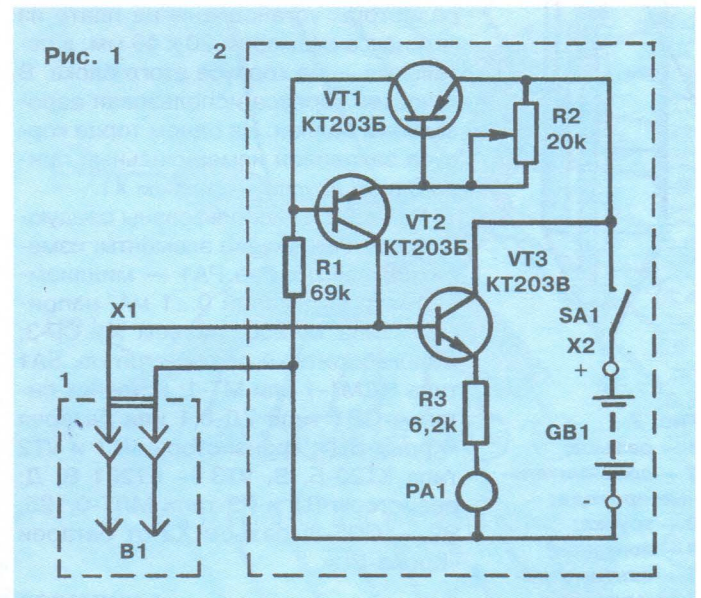 Рис. 1
2
VT1
КТ203Б
R2
20k
VT2
КТ203Б
R1
69k
VT3
КТ203В
X1
SA1
X2
+
1
R3
6,2k
GB1
PA1
-
B1